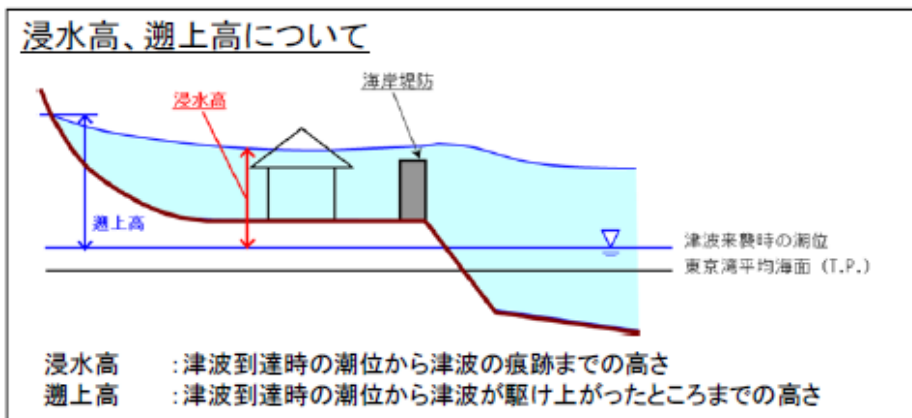 浸水高、遡上高について
海岸堤防
浸水高
遡上高
津波来襲時の潮位
東京湾平均海面（T.P.）
浸水高　：津波到達時の潮位から津波の痕跡までの高さ
遡上高　：津波到達時の潮位から津波が駆け上がったところまでの高さ